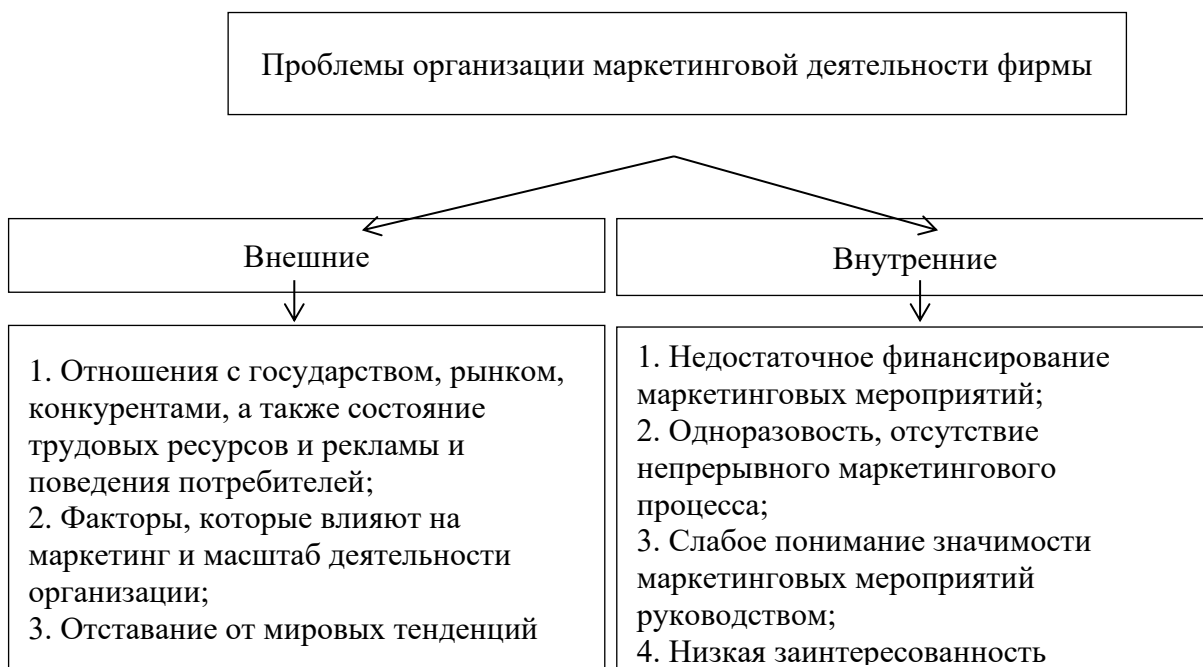 Проблемы организации маркетинговой деятельности фирмы
Внешние
Внутренние
1. Отношения с государством, рынком,
конкурентами, а также состояние
трудовых ресурсов и рекламы и
поведения потребителей;
2. Факторы, которые влияют на
маркетинг и масштаб деятельности
организации;
3. Отставание от мировых тенденций
1. Недостаточное финансирование
маркетинговых мероприятий;
2. Одноразовость, отсутствие
непрерывного маркетингового
процесса;
3. Слабое понимание значимости
маркетинговых мероприятий
руководством;
4. Низкая заинтересованность